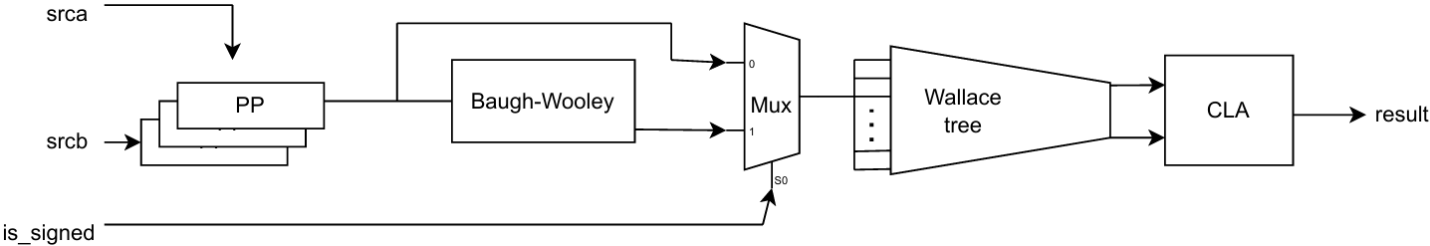 srca
PP
srcb
Baugh-Wooley
0
1
Mux
S0
Wallace
tree
CLA
result
is_signed